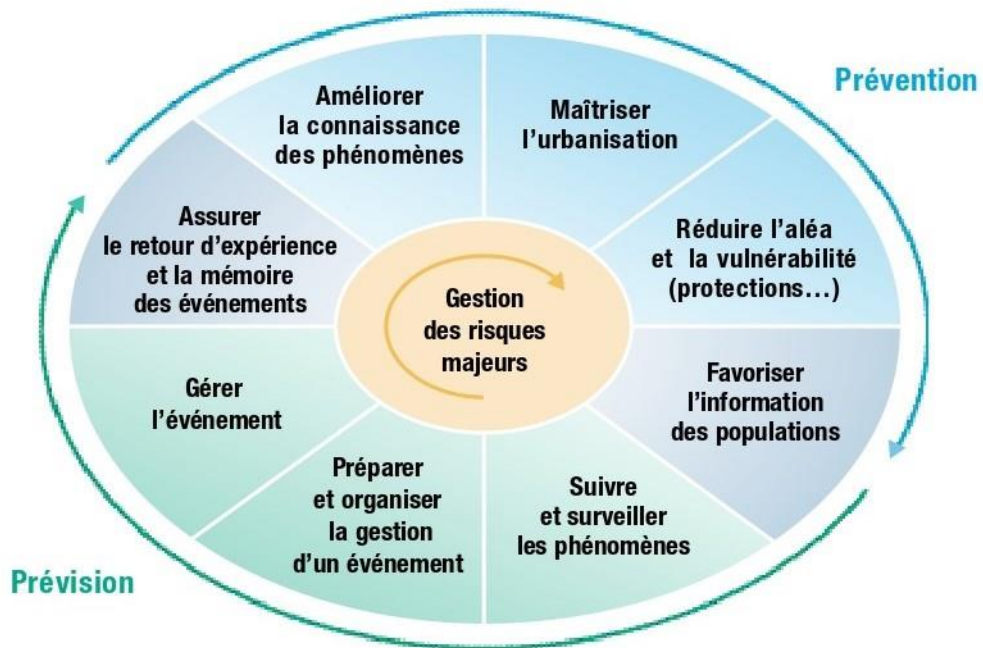 Prévention
Améliorer
la connaissance
des phénomènes
Maîtriser
l’urbanisation
Réduire l’aléa
et la vulnérabilité
(protections…)
Favoriser
l’information
des populations
Suivre
et surveiller
les phénomènes
Préparer
et organiser
la gestion
d’un événement
Gérer
l’événement
Assurer
le retour d’expérience
et la mémoire
des événements
Gestion
des risques
majeurs
Prévision